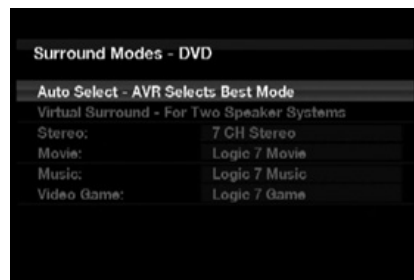 Surround Modes - DVD
Auto Select - AVR Selects Best Mode
Virtual Surround - For Two Speaker Systems
Stereo: 7 CH Stereo
Movie: Logic 7 Movie
Music: Logic 7 Music
Video Game: Logic 7 Game